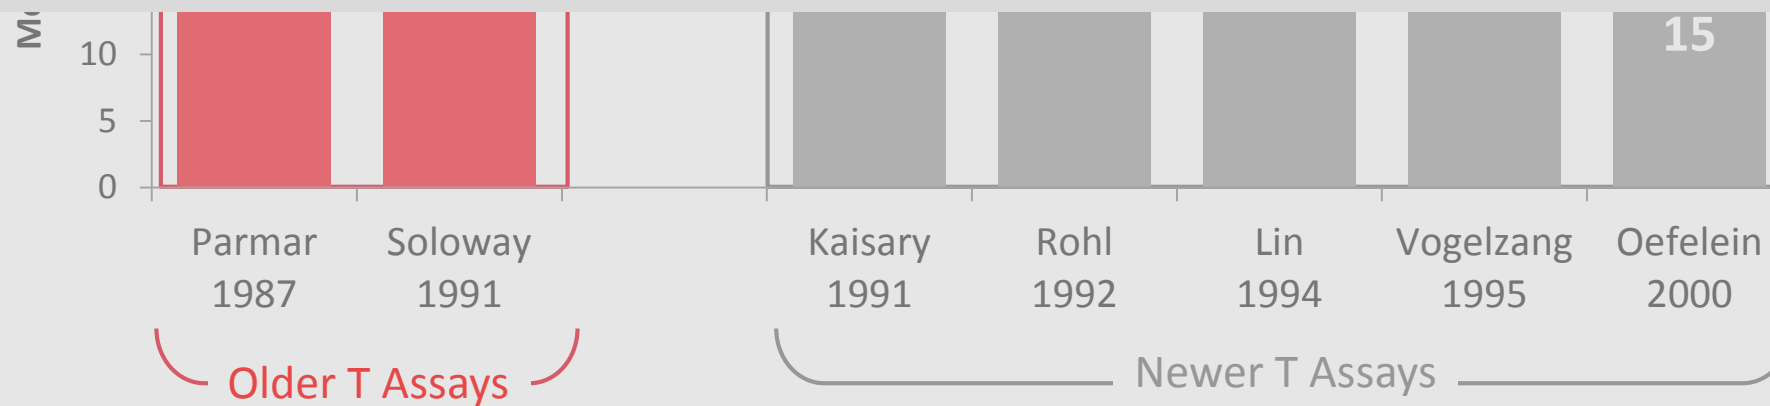 15
10
5
0
Parmar Soloway Kaisary Rohl Lin Vogelzang Oefelein
1987 1991 1991 1992 1994 1995 2000
Older T Assays Newer T Assays